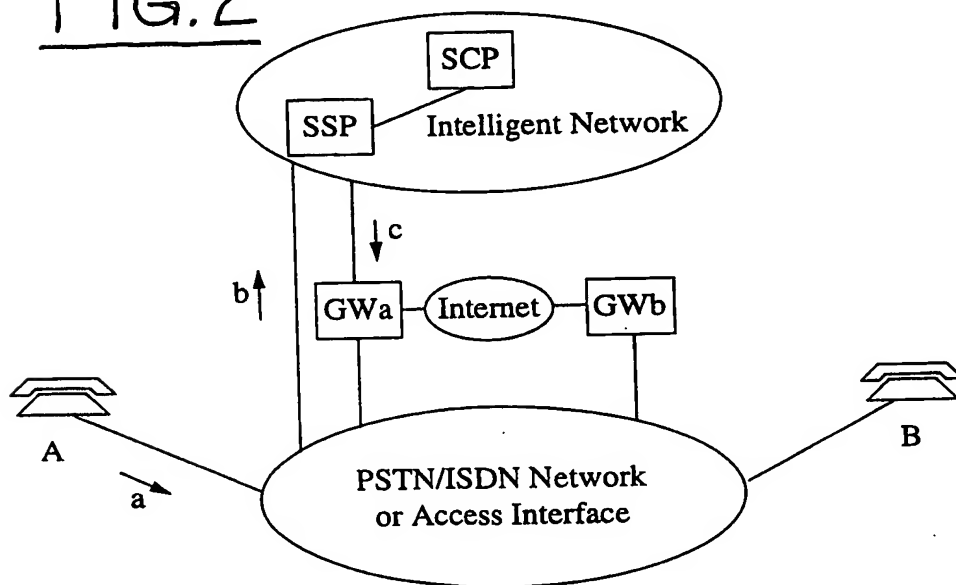 FIG. 2
SCP
SSP
Intelligent Network
c
b
GWa
Internet
GWb
A
B
a
PSTN/ISDN Network
or Access Interface